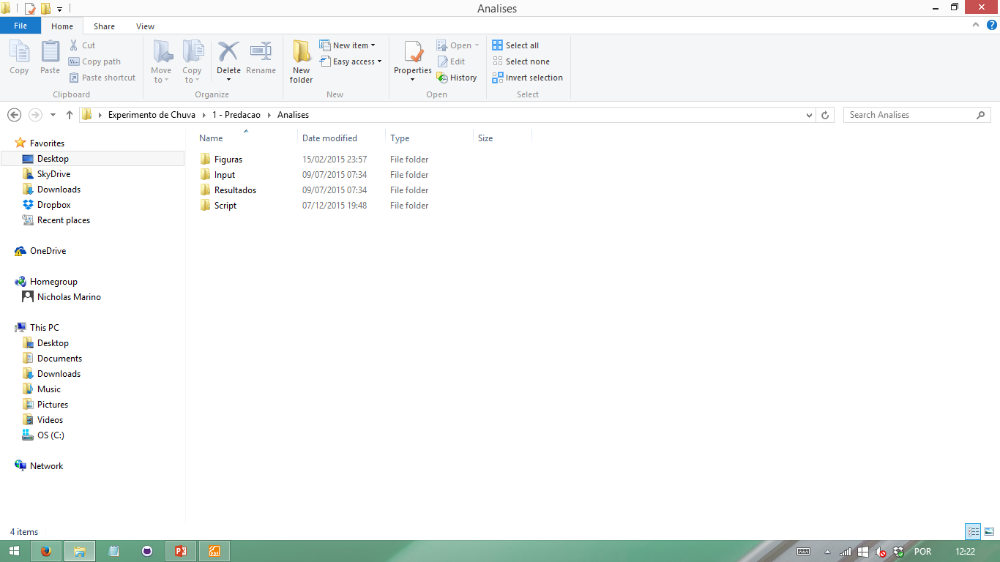 Analises
File Home Share View
Copy
Paste
Cut
Copy path
Paste shortcut
Clipboard
Move to
Copy to
Delete
Rename
Organize
New folder
New item
Easy access
New
Properties
Open
Edit
History
Open
Select all
Select none
Invert selection
Select
Experimento de Chuva 1 - Predacao Analises
Search Analises
Favorites
Desktop
SkyDrive
Downloads
Dropbox
Recent places
OneDrive
Homegroup
Nicholas Marino
This PC
Desktop
Documents
Downloads
Music
Pictures
Videos
OS (C:)
Network
Name Date modified Type Size
Figuras 15/02/2015 23:57 File folder
Input 09/07/2015 07:34 File folder
Resultados 09/07/2015 07:34 File folder
Script 07/12/2015 19:48 File folder
4 items
POR 12:22